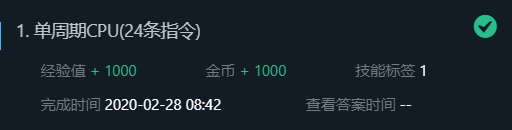 1. 单周期CPU(24条指令)
经验值 + 1000 金币 + 1000 技能标签 1
完成时间 2020-02-28 08:42 查看答案时间 --